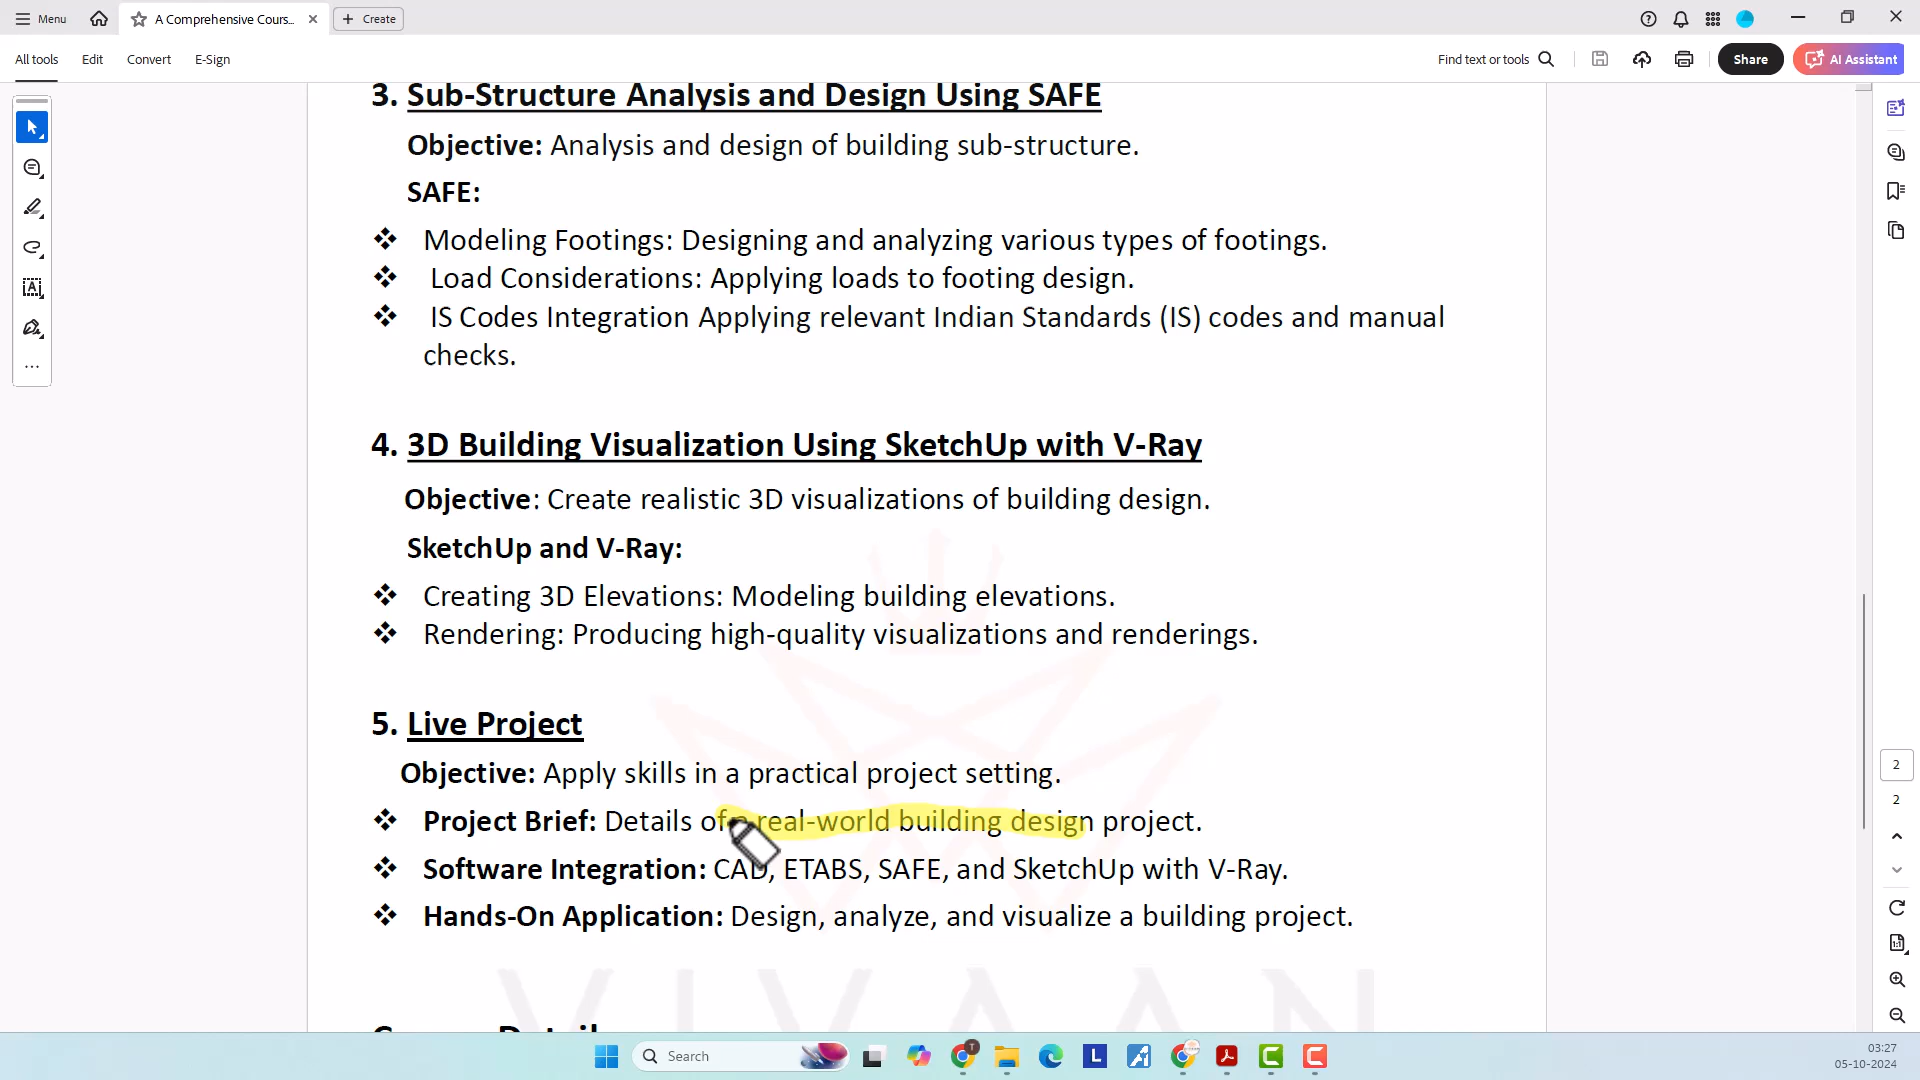 Menu
A Comprehensive Cours...
Create
All tools
Edit
Convert
E-Sign
Find text or tools
Share
AI Assistant
3. Sub-Structure Analysis and Design Using SAFE
Objective: Analysis and design of building sub-structure.
SAFE:
❖ Modeling Footings: Designing and analyzing various types of footings.
❖ Load Considerations: Applying loads to footing design.
❖ IS Codes Integration Applying relevant Indian Standards (IS) codes and manual
checks.
4. 3D Building Visualization Using SketchUp with V-Ray
Objective: Create realistic 3D visualizations of building design.
SketchUp and V-Ray:
❖ Creating 3D Elevations: Modeling building elevations.
❖ Rendering: Producing high-quality visualizations and renderings.
5. Live Project
Objective: Apply skills in a practical project setting.
❖ Project Brief: Details of a real-world building design project.
❖ Software Integration: CAD, ETABS, SAFE, and SketchUp with V-Ray.
❖ Hands-On Application: Design, analyze, and visualize a building project.
VIVAAN
2
2
Search
03:27
05-10-2024